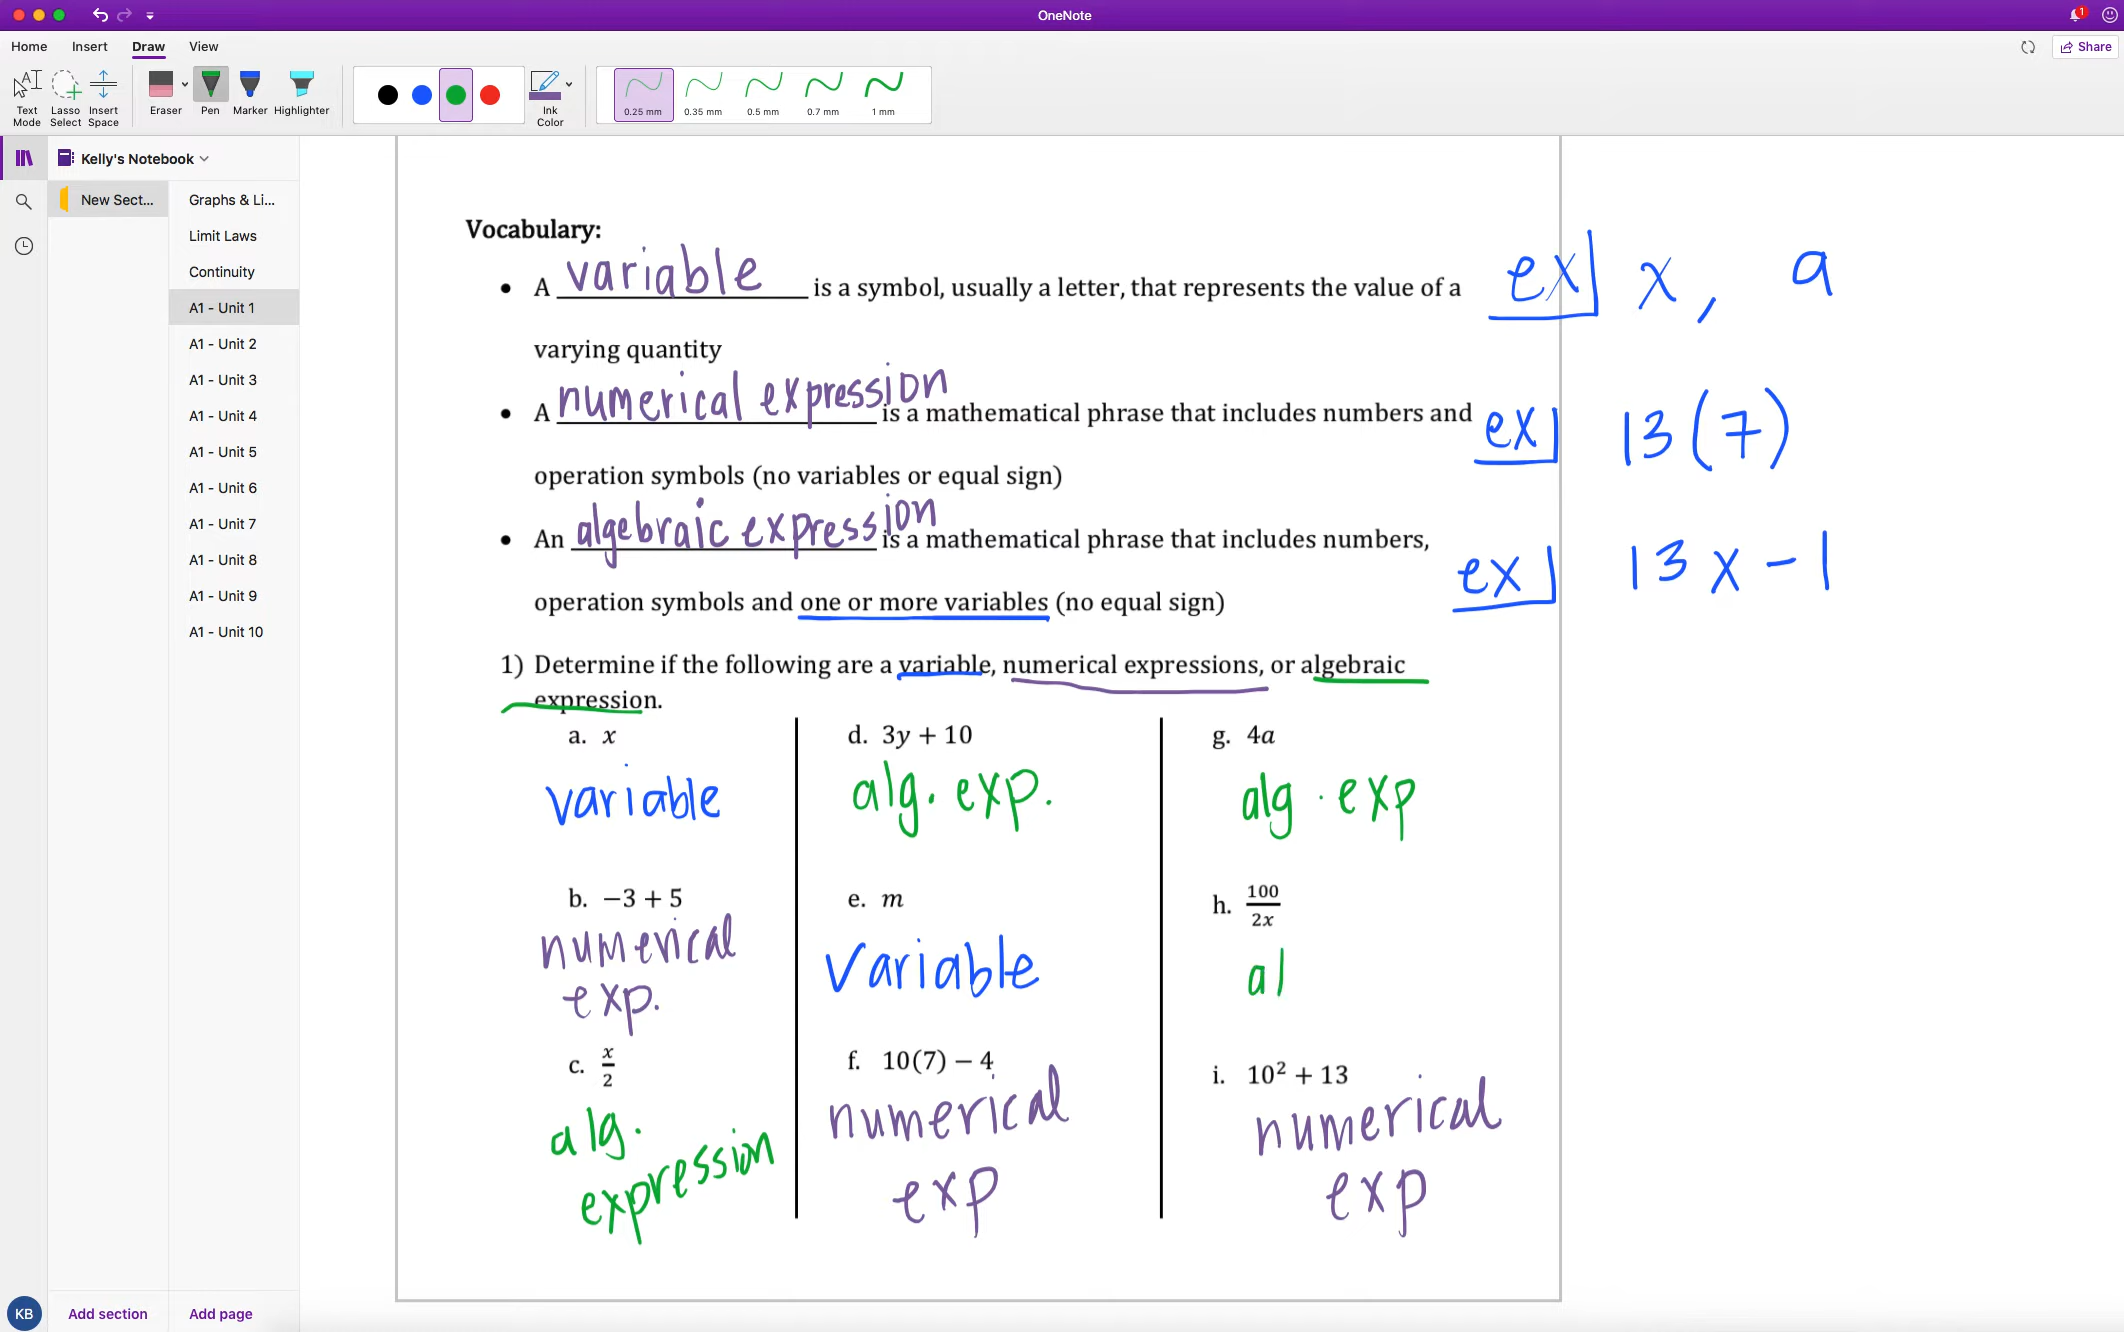 OneNote
1
Home Insert Draw View
Share
Text Mode
Lasso Select
Insert Space
Eraser
Pen
Marker
Highlighter
Ink Color
0.25 mm
0.35 mm
0.5 mm
0.7 mm
1 mm
Kelly's Notebook
New Sect...
Graphs & Li...
Limit Laws
Continuity
A1 - Unit 1
A1 - Unit 2
A1 - Unit 3
A1 - Unit 4
A1 - Unit 5
A1 - Unit 6
A1 - Unit 7
A1 - Unit 8
A1 - Unit 9
A1 - Unit 10
KB
Add section
Add page
Vocabulary:
• A variable is a symbol, usually a letter, that represents the value of a
varying quantity
ex x, a
• A numerical expression is a mathematical phrase that includes numbers and
operation symbols (no variables or equal sign)
ex 13(7)
• An algebraic expression is a mathematical phrase that includes numbers,
operation symbols and one or more variables (no equal sign)
ex 13x-1
1) Determine if the following are a variable, numerical expressions, or algebraic
expression.
a. x
variable
b. −3 + 5
numerical
exp.
c. x/2
alg.
expression
d. 3y + 10
alg. exp.
e. m
Variable
f. 10(7) − 4
numerical
exp
g. 4a
alg. exp
h. 100/2x
al
i. 10² + 13
numerical
exp